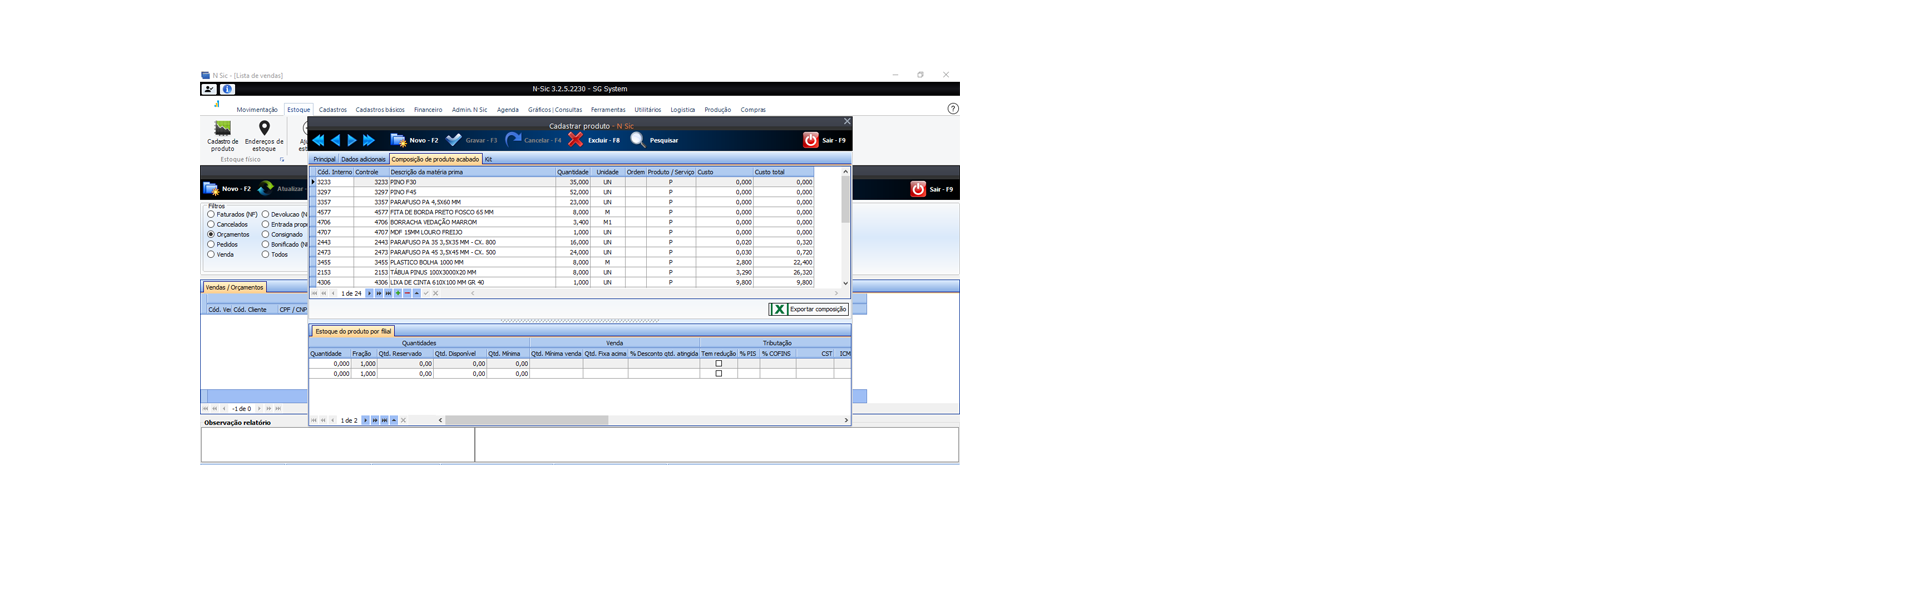 N Sic - [Lista de vendas]
N-Sic 3.2.5.2230 - SG System
Movimentação Estoque Cadastros Cadastros básicos Financeiro Admin. N Sic Agenda Gráficos | Consultas Ferramentas Utilitários Logística Produção Compras
Cadastro de produto
Endereços de estoque
Estoque físico
Cadastrar produto - N Sic
Novo - F2 Gravar - F3 Cancelar - F4 Excluir - F8 Pesquisar Sair - F9
Principal Dados adicionais Composição de produto acabado Kit
Cód. Interno Controle Descrição da matéria prima Quantidade Unidade Ordem Produto / Serviço Custo Custo total
3233 3233 PINO F30 35,000 UN P 0,000 0,000
3297 3297 PINO F45 52,000 UN P 0,000 0,000
3357 3357 PARAFUSO PA 4,5X60 MM 23,000 UN P 0,000 0,000
4577 4577 FITA DE BORDA PRETO FOSCO 65 MM 8,000 M P 0,000 0,000
4706 4706 BORRACHA VEDAÇÃO MARROM 3,400 M1 P 0,000 0,000
4707 4707 MDF 15MM LOURO FREIJO 1,000 UN P 0,000 0,000
2443 2443 PARAFUSO PA 35 3,5X35 MM - CX. 800 16,000 UN P 0,020 0,320
2473 2473 PARAFUSO PA 45 3,5X45 MM - CX. 500 24,000 UN P 0,030 0,720
3455 3455 PLASTICO BOLHA 1000 MM 8,000 M P 2,800 22,400
2153 2153 TÁBUA PINUS 100X3000X20 MM 8,000 UN P 3,290 26,320
4306 4306 LIXA DE CINTA 610X100 MM GR 40 1,000 UN P 9,800 9,800
1 de 24
Exportar composição
Estoque do produto por filial
Quantidades Venda Tributação
Quantidade Fração Qtd. Reservado Qtd. Disponível Qtd. Mínima Qtd. Mínima venda Qtd. Fixa acima % Desconto qtd. atingida Tem redução % PIS % COFINS CST ICM
0,000 1,000 0,00 0,00 0,00
0,000 1,000 0,00 0,00 0,00
1 de 2
Novo - F2 Atualizar - Sair - F9
Filtros
Faturados (NF) Devolucao (N
Cancelados Entrada prop
Orçamentos Consignado
Pedidos Bonificado (N
Venda Todos
Vendas / Orçamentos
Cód. Ve Cód. Cliente CPF / CNP
-1 de 0
Observação relatório